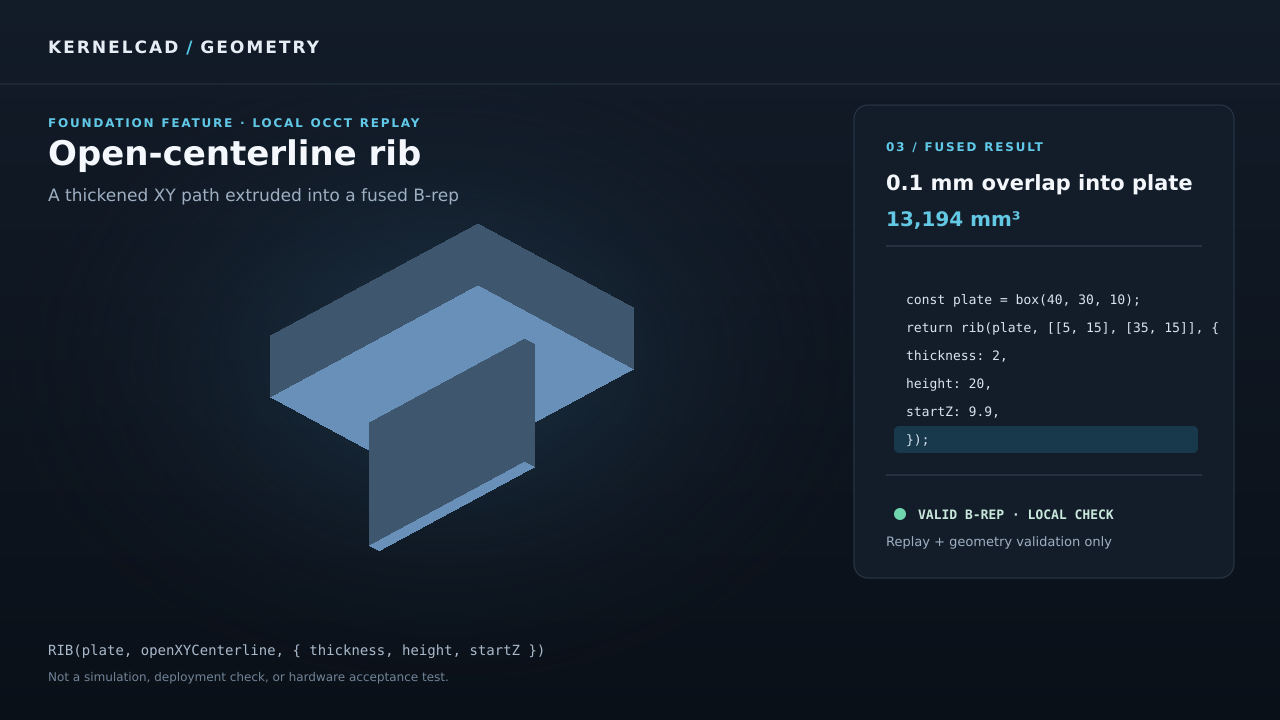 KERNELCAD / GEOMETRY
FOUNDATION FEATURE · LOCAL OCCT REPLAY
Open-centerline rib
A thickened XY path extruded into a fused B-rep
03 / FUSED RESULT
0.1 mm overlap into plate
13,194 mm³
const plate = box(40, 30, 10);
return rib(plate, [[5, 15], [35, 15]], {
thickness: 2,
height: 20,
startZ: 9.9,
});
VALID B-REP · LOCAL CHECK
Replay + geometry validation only
RIB(plate, openXYCenterline, { thickness, height, startZ })
Not a simulation, deployment check, or hardware acceptance test.